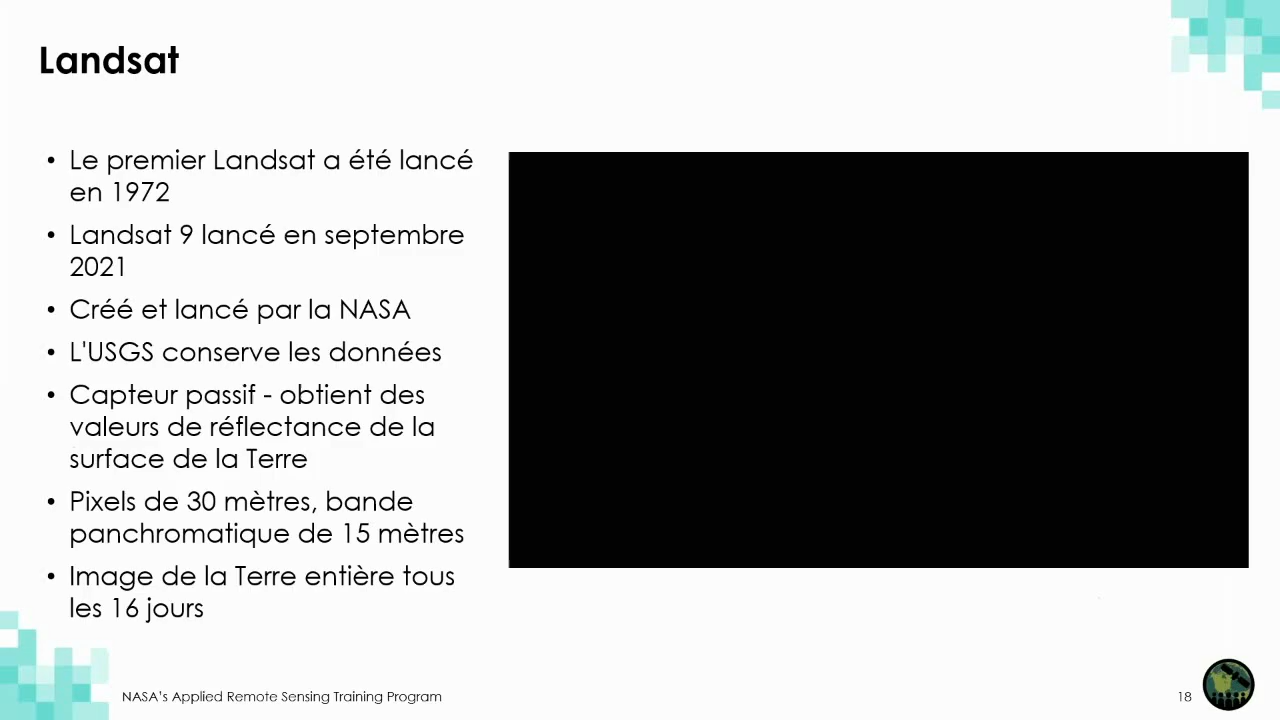 Landsat
• Le premier Landsat a été lancé
en 1972
• Landsat 9 lancé en septembre
2021
• Créé et lancé par la NASA
• L'USGS conserve les données
• Capteur passif - obtient des
valeurs de réflectance de la
surface de la Terre
• Pixels de 30 mètres, bande
panchromatique de 15 mètres
• Image de la Terre entière tous
les 16 jours
NASA's Applied Remote Sensing Training Program
18